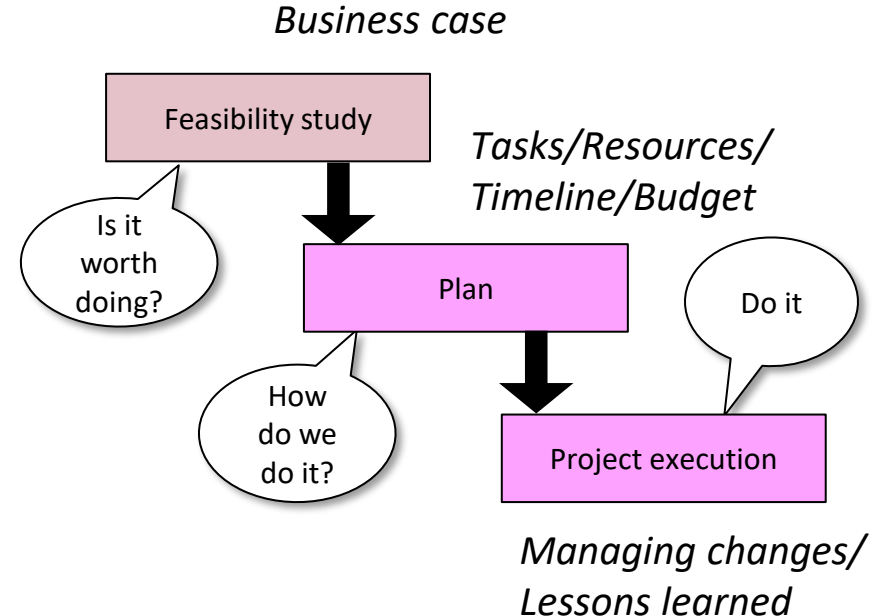 Business case
Feasibility study
Tasks/Resources/
Timeline/Budget
Is it
worth
doing?
Plan
Do it
How
do we
do it?
Project execution
Managing changes/
Lessons learned